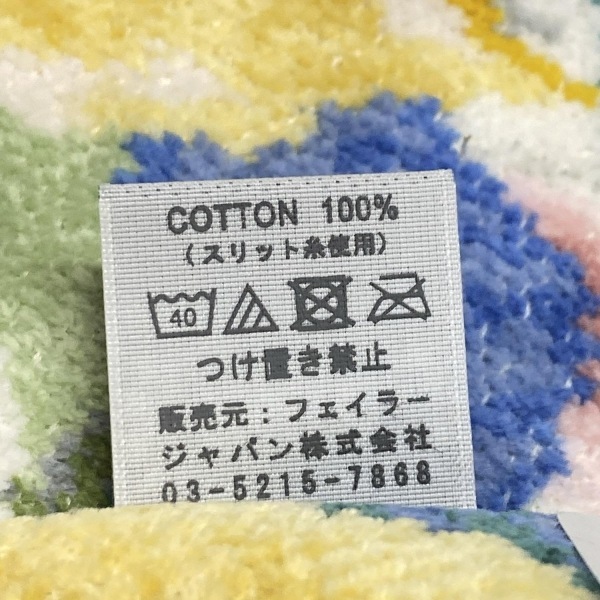 COTTON 100%
(スリット糸使用)
40
つけ置き禁止
販売元:フェイラー
ジャパン株式会社
03-5215-7868